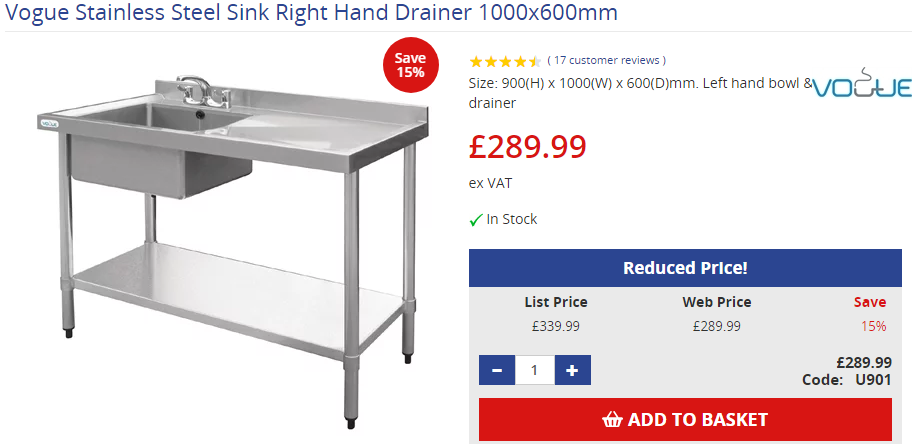 Vogue Stainless Steel Sink Right Hand Drainer 1000x600mm
Save
15%
VOGUE
( 17 customer reviews )
Size: 900(H) x 1000(W) x 600(D)mm. Left hand bowl &
drainer
VOGUE
£289.99
ex VAT
In Stock
Reduced Price!
List Price Web Price Save
£339.99 £289.99 15%
− 1 +
£289.99
Code: U901
ADD TO BASKET